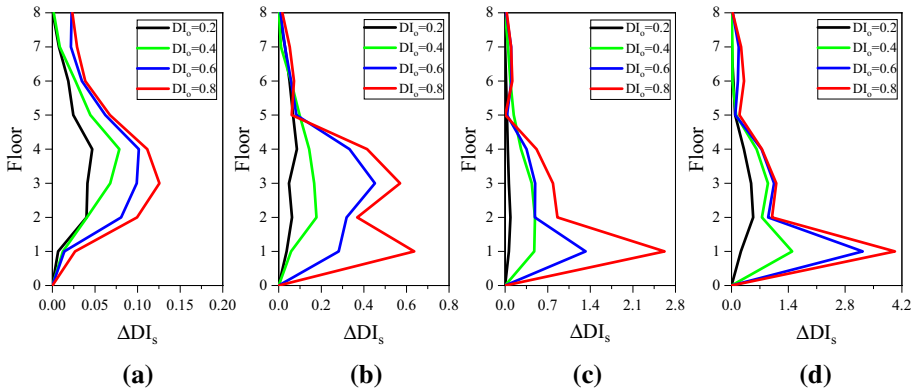 8
7
6
5
4
3
2
1
0
Floor
DIo=0.2
DIo=0.4
DIo=0.6
DIo=0.8
0.00 0.05 0.10 0.15 0.20
ΔDIs
(a)
8
7
6
5
4
3
2
1
0
Floor
DIo=0.2
DIo=0.4
DIo=0.6
DIo=0.8
0.0 0.2 0.4 0.6 0.8
ΔDIs
(b)
8
7
6
5
4
3
2
1
0
Floor
DIo=0.2
DIo=0.4
DIo=0.6
DIo=0.8
0.0 0.7 1.4 2.1 2.8
ΔDIs
(c)
8
7
6
5
4
3
2
1
0
Floor
DIo=0.2
DIo=0.4
DIo=0.6
DIo=0.8
0.0 1.4 2.8 4.2
ΔDIs
(d)